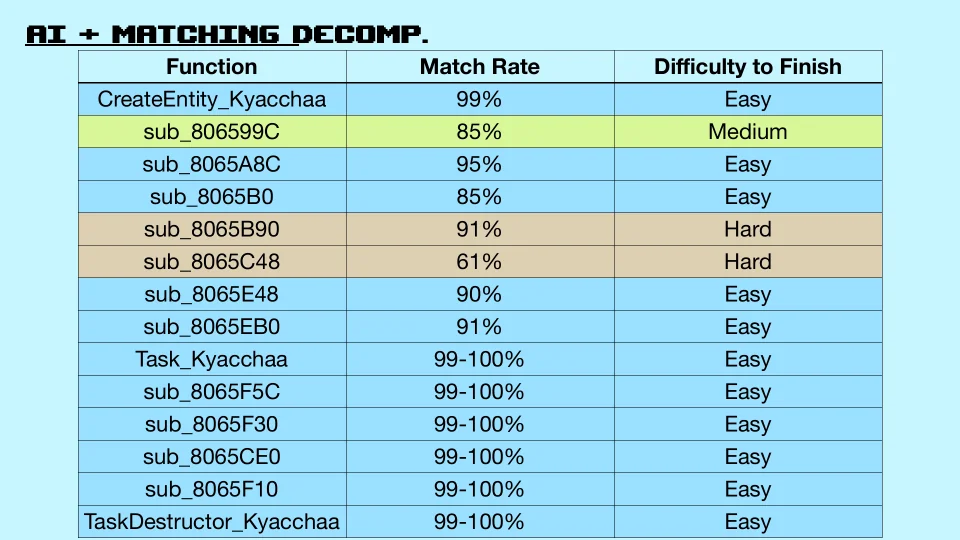 AI + MATCHING DECOMP.
Function Match Rate Difficulty to Finish
CreateEntity_Kyacchaa 99% Easy
sub_806599C 85% Medium
sub_8065A8C 95% Easy
sub_8065B0 85% Easy
sub_8065B90 91% Hard
sub_8065C48 61% Hard
sub_8065E48 90% Easy
sub_8065EB0 91% Easy
Task_Kyacchaa 99-100% Easy
sub_8065F5C 99-100% Easy
sub_8065F30 99-100% Easy
sub_8065CE0 99-100% Easy
sub_8065F10 99-100% Easy
TaskDestructor_Kyacchaa 99-100% Easy